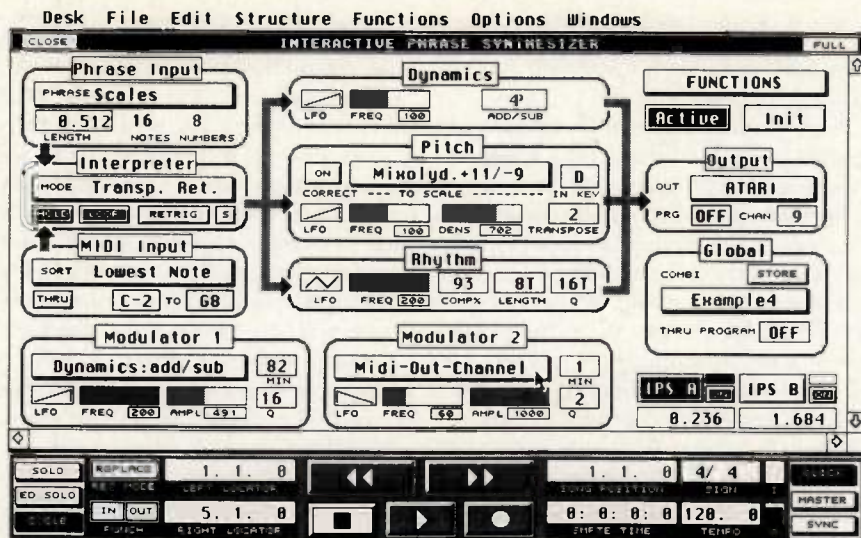 Desk File Edit Structure Functions Options Windows
CLOSE INTERACTIVE PHRASE SYNTHESIZER FULL
Phrase Input
PHRASE Scales
0.512 16 8
LENGTH NOTES NUMBERS
Interpreter
MODE Transp. Ret.
HOLD LOOP RETRIG S
MIDI Input
SORT Lowest Note
THRU C-2 TO G8
Dynamics
LFO FREQ 100 ADD/SUB
Pitch
ON Mixolyd.+11/-9 D
CORRECT --- TO SCALE --- IN KEY
2
LFO FREQ 100 DENS 702 TRANSPOSE
Rhythm
93 8T 16T
LFO FREQ 200 COMP% LENGTH Q
FUNCTIONS
Active Init
Output
OUT ATARI
PRG OFF CHAN 9
Global
COMBI STORE
Example4
THRU PROGRAM OFF
Modulator 1
Dynamics:add/sub 82
MIN
16
LFO FREQ 200 AMPL 491 Q
Modulator 2
Midi-Out-Channel 1
MIN
2
LFO FREQ 60 AMPL 1000 Q
IPS A IPS B
0.236 1.684
SOLO REPLACE 1. 1. 0 1. 1. 0 4/ 4
REC MODE LEFT LOCATOR SONG POSITION SIGN
ED SOLO MASTER
CYCLE IN OUT 5. 1. 0 0: 0: 0: 0 120. 0 SYNC
PUNCH RIGHT LOCATOR SMPTE TIME TEMPO